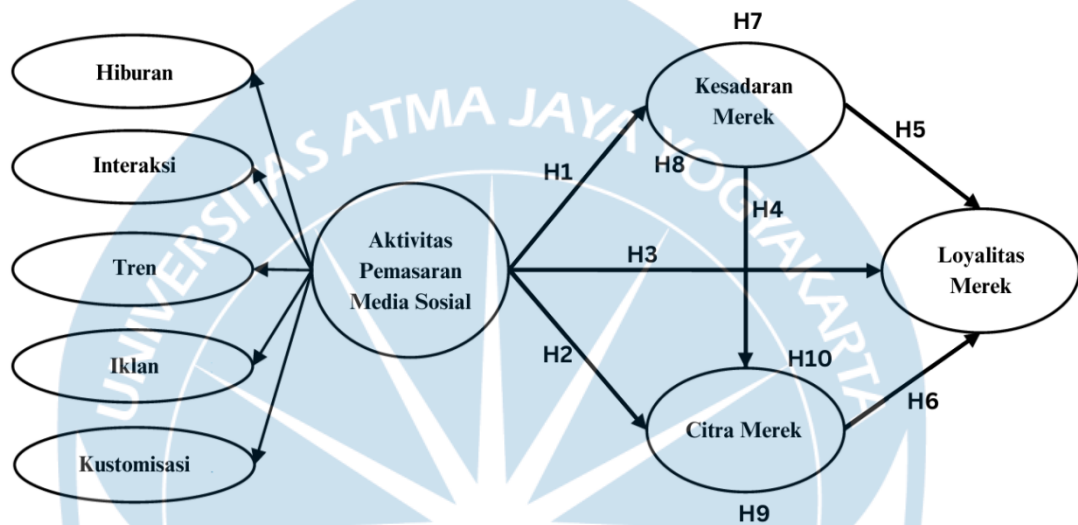 H7
Hiburan
Kesadaran
Merek
UNIVERSITAS ATMA JAYA YOGYAKARTA
H5
Interaksi
H8
H1
H4
Aktivitas
Pemasaran
Media Sosial
Tren
H3
Loyalitas
Merek
Iklan
H2
H10
H6
Citra Merek
Kustomisasi
H9